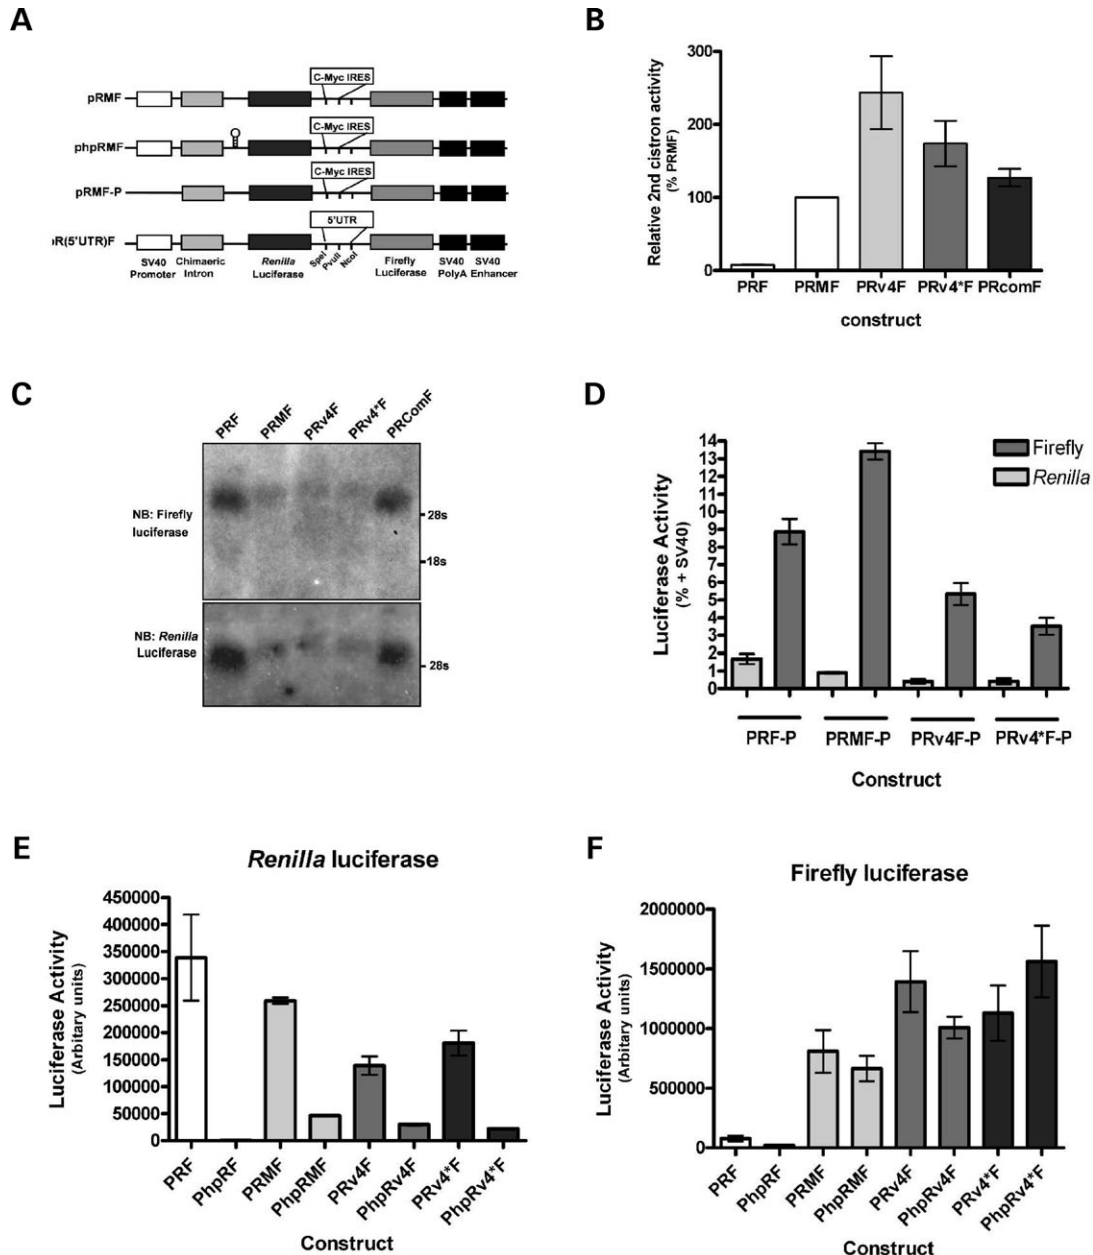 A
pRMF
C-Myc IRES
phpRMF
C-Myc IRES
pRMF-P
C-Myc IRES
ıR(5'UTR)F
5'UTR
SV40 Promoter
Chimaeric Intron
Renilla Luciferase
SpeI
PvuII
NcoI
Firefly Luciferase
SV40 PolyA
SV40 Enhancer
B
Relative 2nd cistron activity
(% PRMF)
300
200
100
0
PRF PRMF PRv4F PRv4*F PRcomF
construct
C
PRF PRMF PRv4F PRv4*F PRComF
NB: Firefly
luciferase
28s
18s
NB: Renilla
Luciferase
28s
D
Luciferase Activity
(% + SV40)
14
13
12
11
10
9
8
7
6
5
4
3
2
1
0
Firefly
Renilla
PRF-P PRMF-P PRv4F-P PRv4*F-P
Construct
E
Renilla luciferase
Luciferase Activity
(Arbitary units)
450000
400000
350000
300000
250000
200000
150000
100000
50000
0
PRF PhpRF PRMF PhpRMF PRv4F PhpRv4F PRv4*F PhpRv4*F
Construct
F
Firefly luciferase
Luciferase Activity
(Arbitary units)
2000000
1500000
1000000
500000
0
PRF PhpRF PRMF PhpRMF PRv4F PhpRv4F PRv4*F PhpRv4*F
Construct